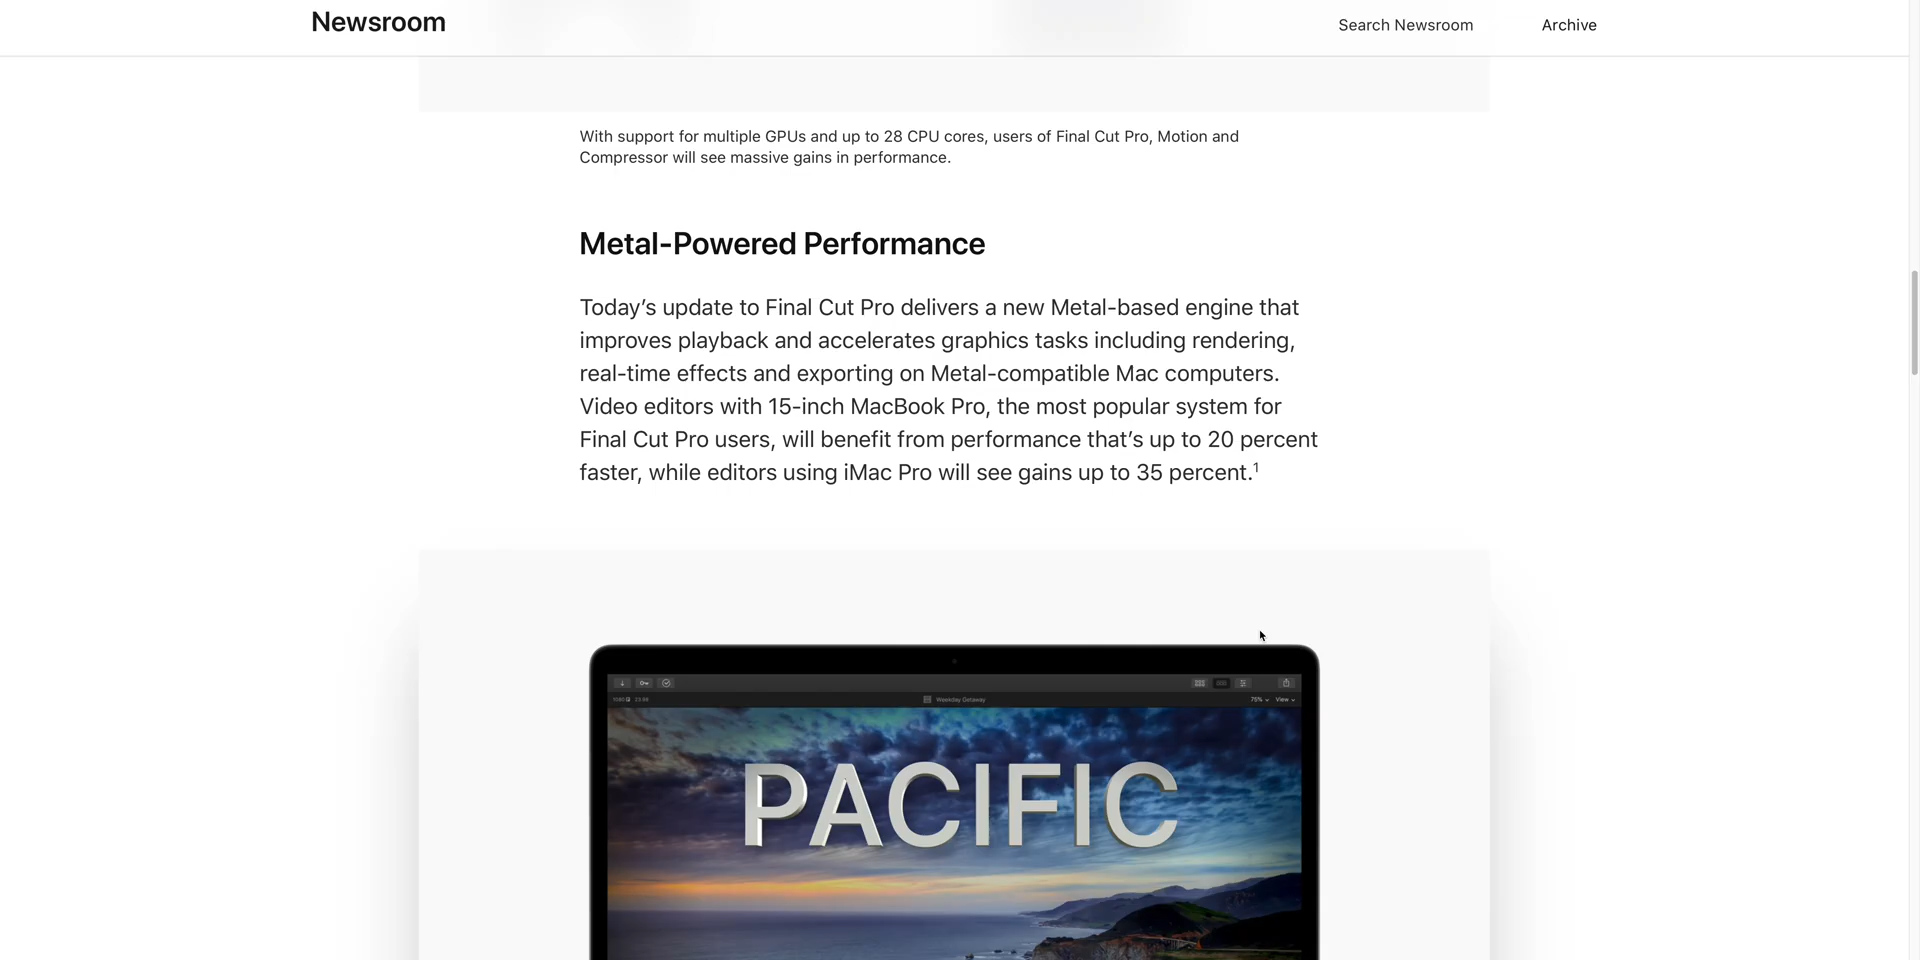 Newsroom
Search Newsroom
Archive
With support for multiple GPUs and up to 28 CPU cores, users of Final Cut Pro, Motion and
Compressor will see massive gains in performance.
Metal-Powered Performance
Today’s update to Final Cut Pro delivers a new Metal-based engine that
improves playback and accelerates graphics tasks including rendering,
real-time effects and exporting on Metal-compatible Mac computers.
Video editors with 15-inch MacBook Pro, the most popular system for
Final Cut Pro users, will benefit from performance that’s up to 20 percent
faster, while editors using iMac Pro will see gains up to 35 percent.¹
Weekday Getaway
75%
View
PACIFIC